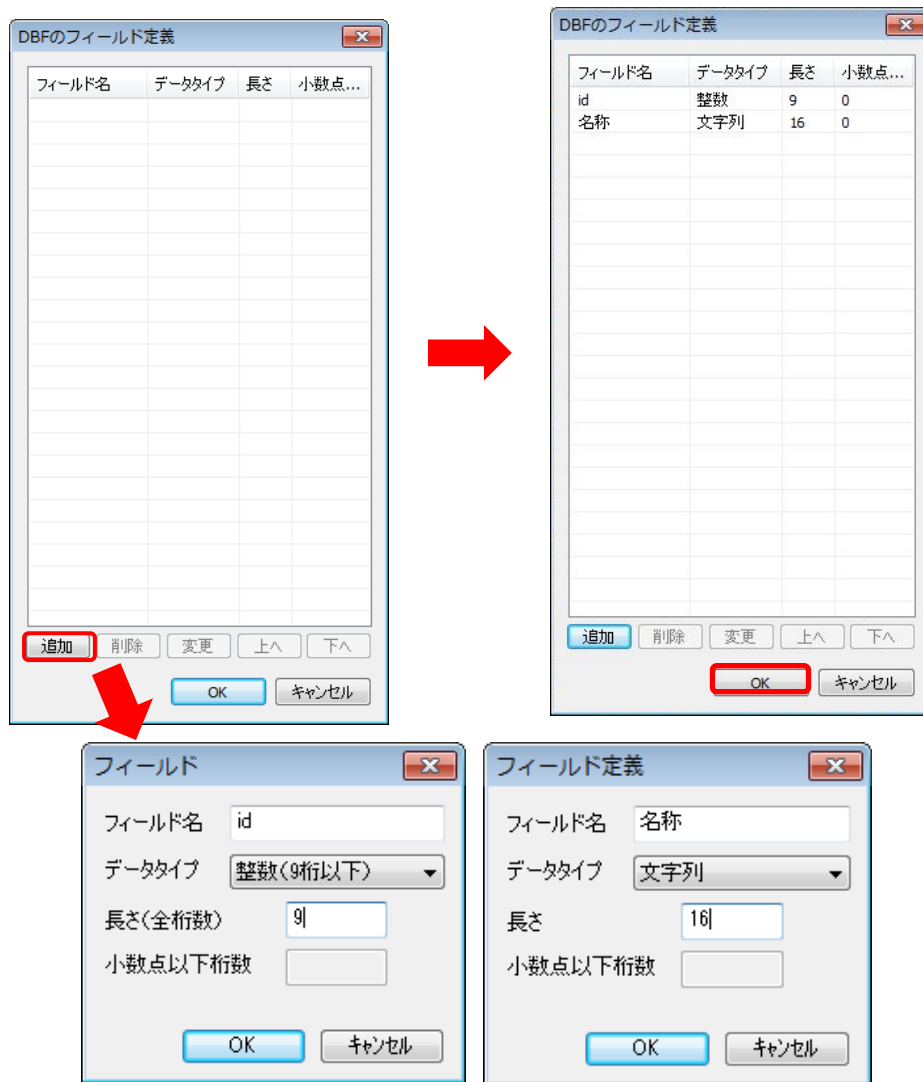 DBFのフィールド定義
フィールド名 データタイプ 長さ 小数点...
追加 削除 変更 上へ 下へ
OK キャンセル
DBFのフィールド定義
フィールド名 データタイプ 長さ 小数点...
id 整数 9 0
名称 文字列 16 0
追加 削除 変更 上へ 下へ
OK キャンセル
フィールド
フィールド名 id
データタイプ 整数(9桁以下)
長さ(全桁数) 9
小数点以下桁数
OK キャンセル
フィールド定義
フィールド名 名称
データタイプ 文字列
長さ 16
小数点以下桁数
OK キャンセル